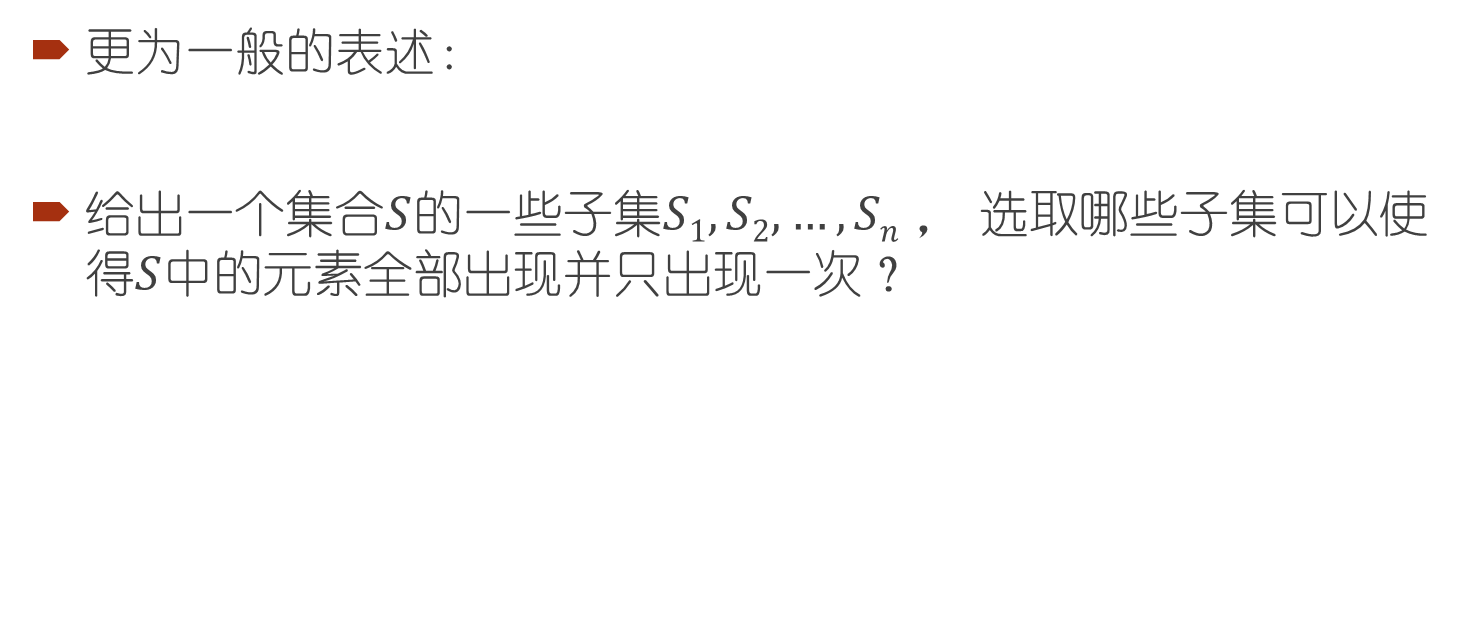 更为一般的表述：
给出一个集合S的一些子集S₁, S₂, … , Sₙ ， 选取哪些子集可以使
得S中的元素全部出现并只出现一次？